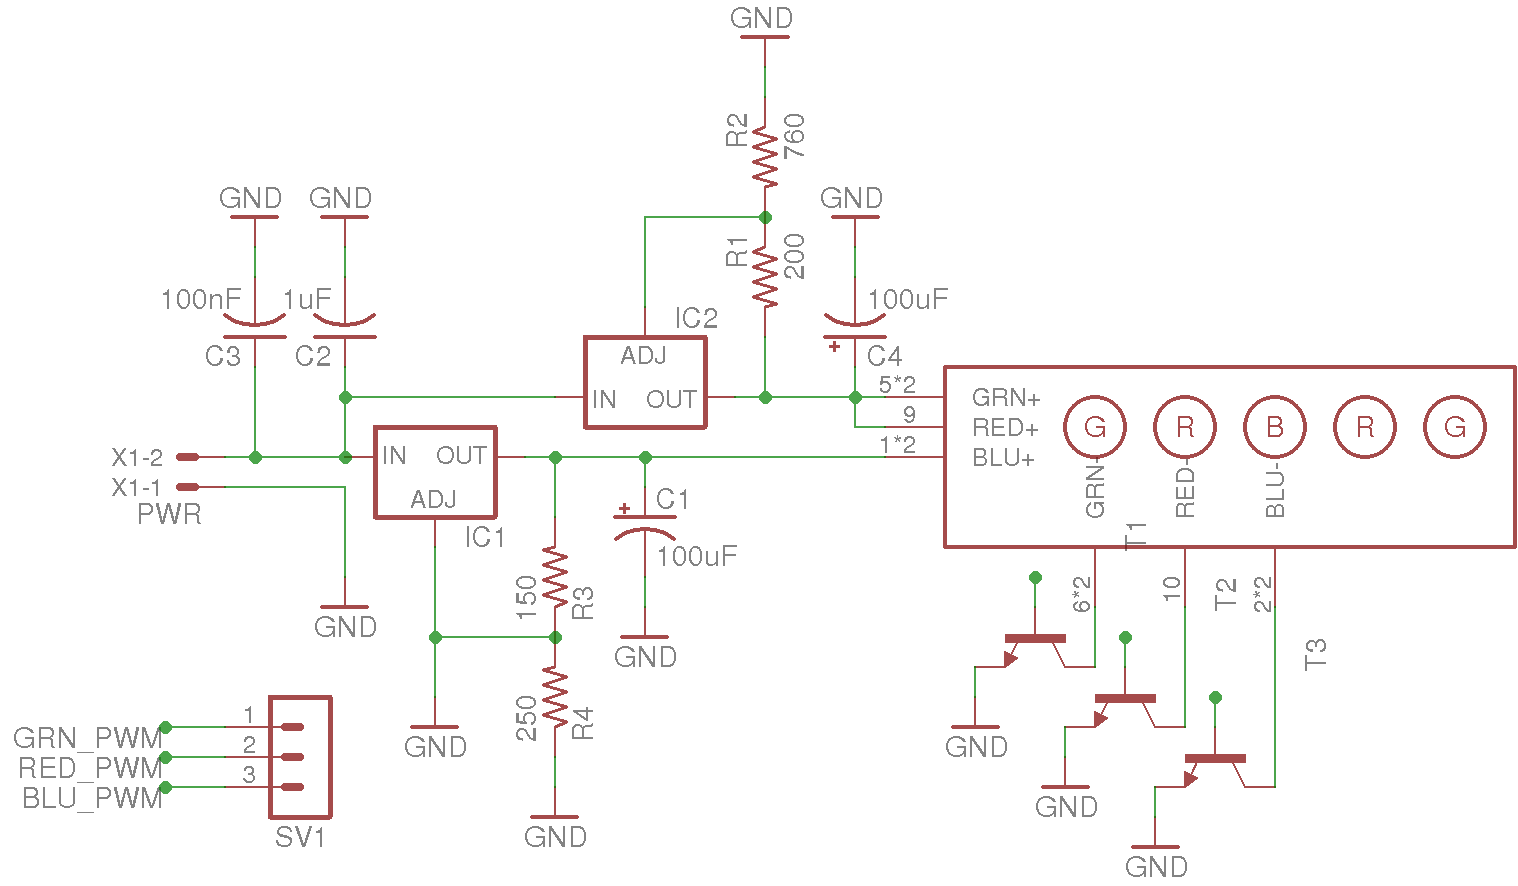 GND
R2
760
GND
GND
GND
R1
200
100nF
1uF
100uF
IC2
C3
C2
ADJ
C4
IN
OUT
5*2
GRN+
9
RED+
1*2
BLU+
G
R
B
R
G
X1-2
X1-1
PWR
IN
OUT
ADJ
IC1
C1
100uF
GRN-
RED-
BLU-
T1
6*2
10
T2
2*2
T3
150
R3
GND
GND
250
R4
GND
GND
GND
GND
GND
GRN_PWM
1
RED_PWM
2
BLU_PWM
3
SV1